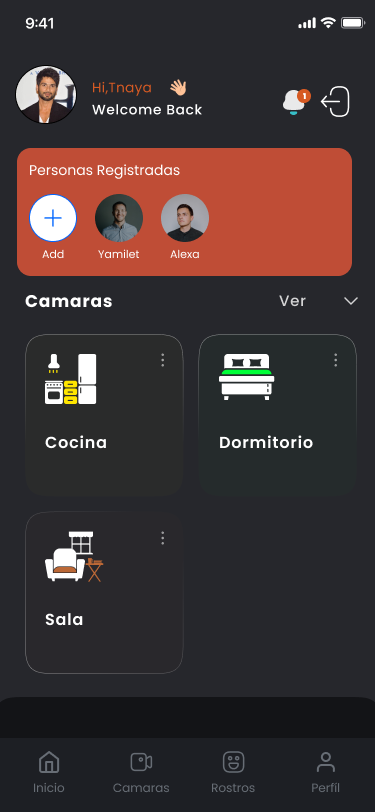 9:41
Hi,Tnaya
Welcome Back
1
Personas Registradas
Add Yamilet Alexa
Camaras Ver
Cocina Dormitorio
Sala
Inicio Camaras Rostros Perfil